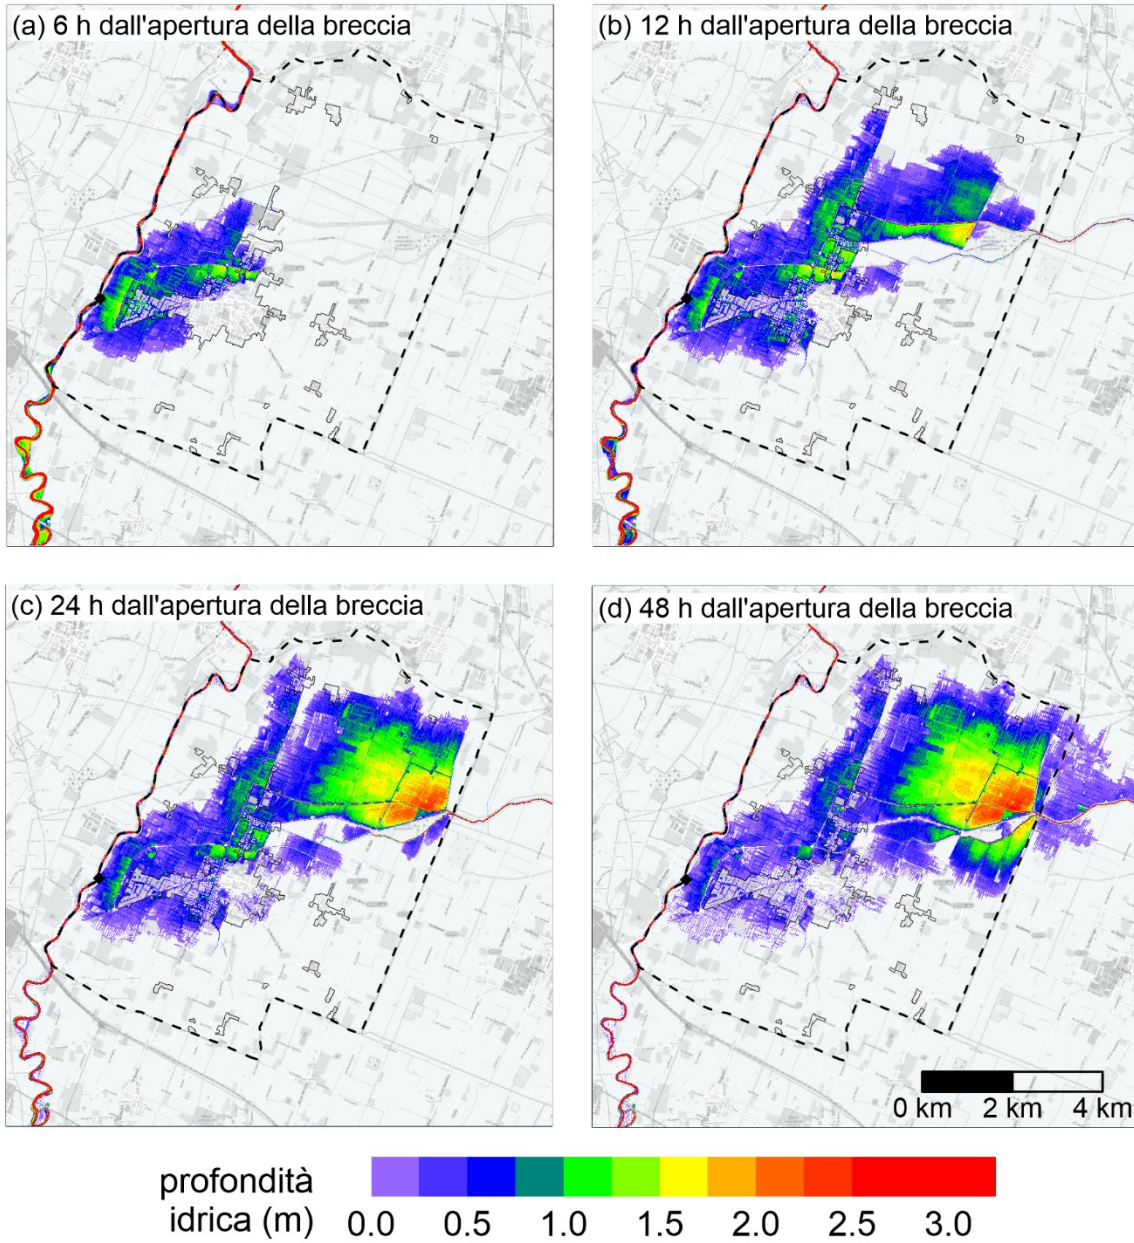 (a) 6 h dall'apertura della breccia
(b) 12 h dall'apertura della breccia
(c) 24 h dall'apertura della breccia
(d) 48 h dall'apertura della breccia
0 km 2 km 4 km
profondità
idrica (m)
0.0 0.5 1.0 1.5 2.0 2.5 3.0